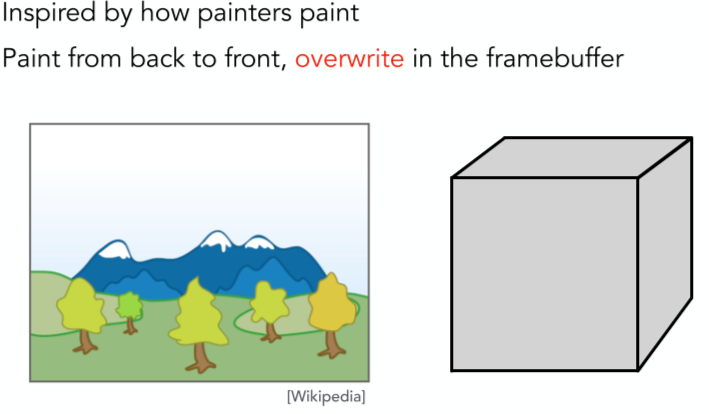 Inspired by how painters paint
Paint from back to front, overwrite in the framebuffer
[Wikipedia]